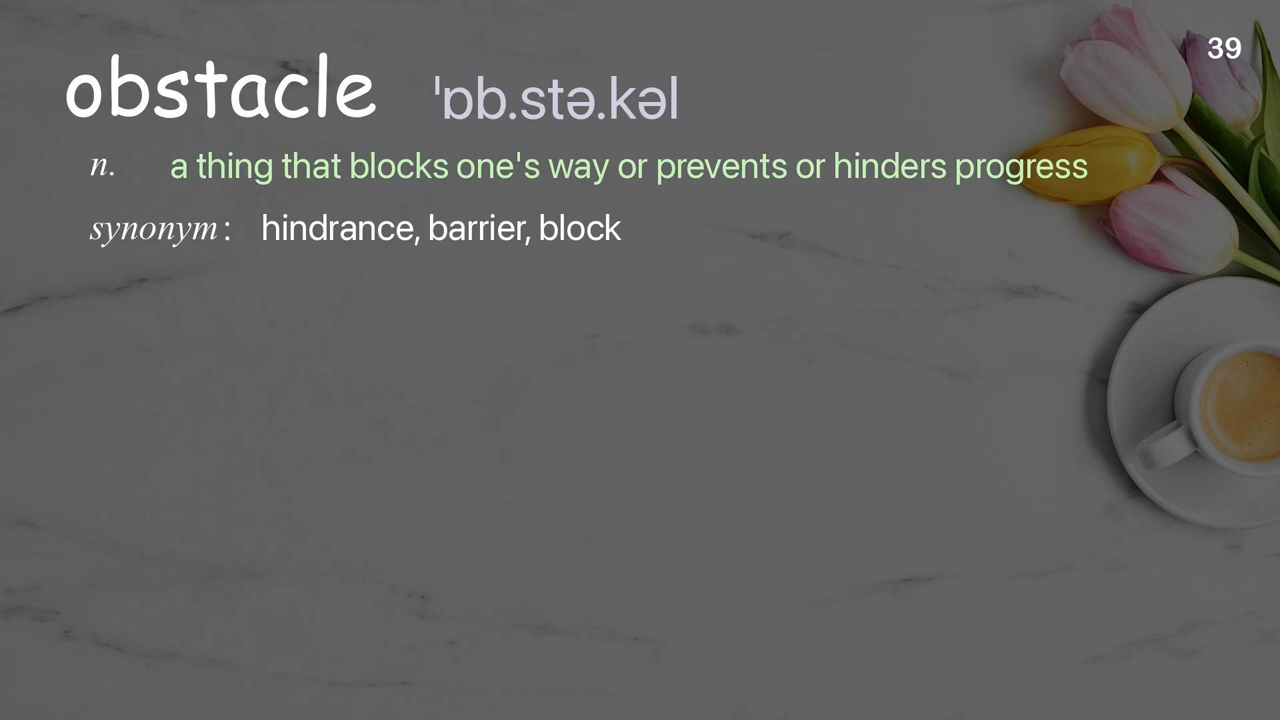 39
obstacle ˈɒb.stə.kəl
n. a thing that blocks one's way or prevents or hinders progress
synonym: hindrance, barrier, block